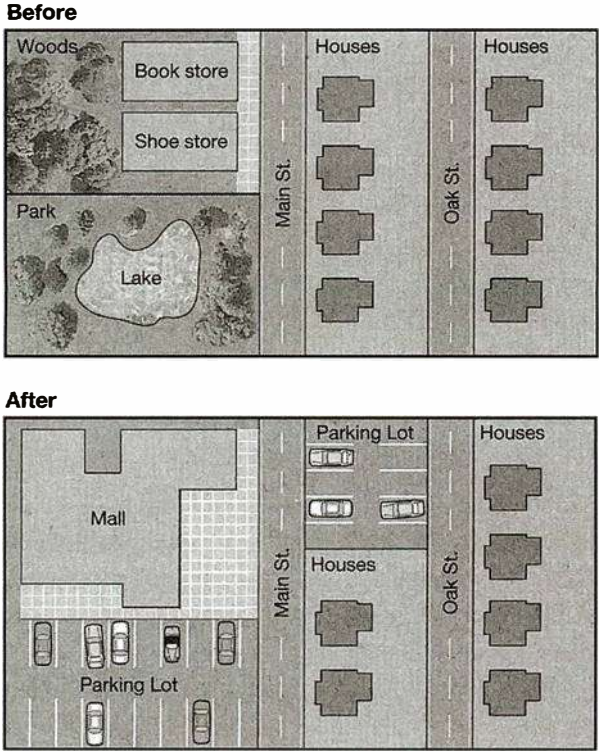 Before
Woods
Book store
Shoe store
Park
Lake
Main St.
Houses
Oak St.
Houses
After
Mall
Parking Lot
Main St.
Parking Lot
Houses
Oak St.
Houses